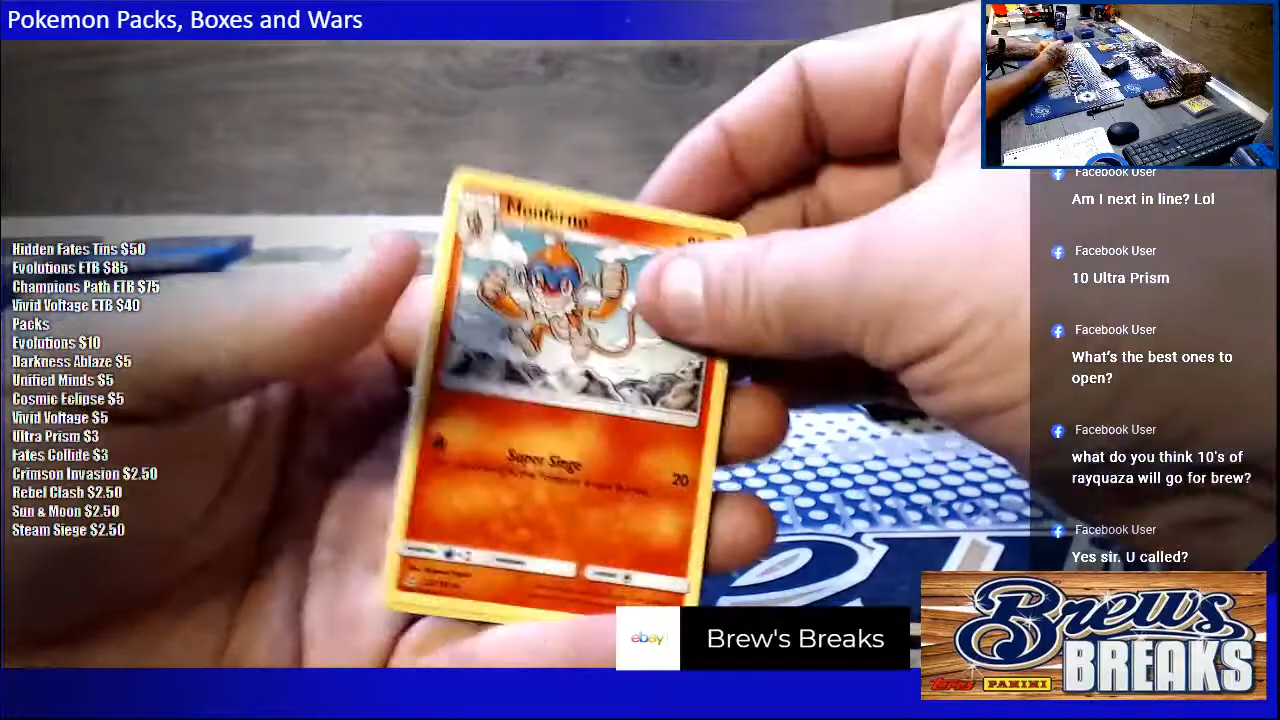 Pokemon Packs, Boxes and Wars
Hidden Fates Tins $50
Evolutions ETB $85
Champions Path ETB $75
Vivid Voltage ETB $40
Packs
Evolutions $10
Darkness Ablaze $5
Unified Minds $5
Cosmic Eclipse $5
Vivid Voltage $5
Ultra Prism $3
Fates Collide $3
Crimson Invasion $2.50
Rebel Clash $2.50
Sun & Moon $2.50
Steam Siege $2.50
Monferno
Super Siege
20
Facebook User
Am I next in line? Lol
Facebook User
10 Ultra Prism
Facebook User
What's the best ones to
open?
Facebook User
what do you think 10's of
rayquaza will go for brew?
Facebook User
Yes sir. U called?
ebay
Brew's Breaks
Brews
BREAKS
Topps
PANINI